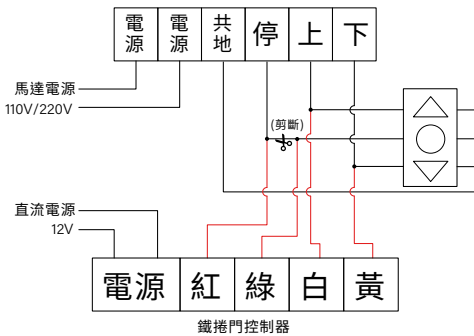 電源 電源 共地 停 上 下
馬達電源
110V/220V
(剪斷)
直流電源
12V
電源 紅 綠 白 黃
鐵捲門控制器